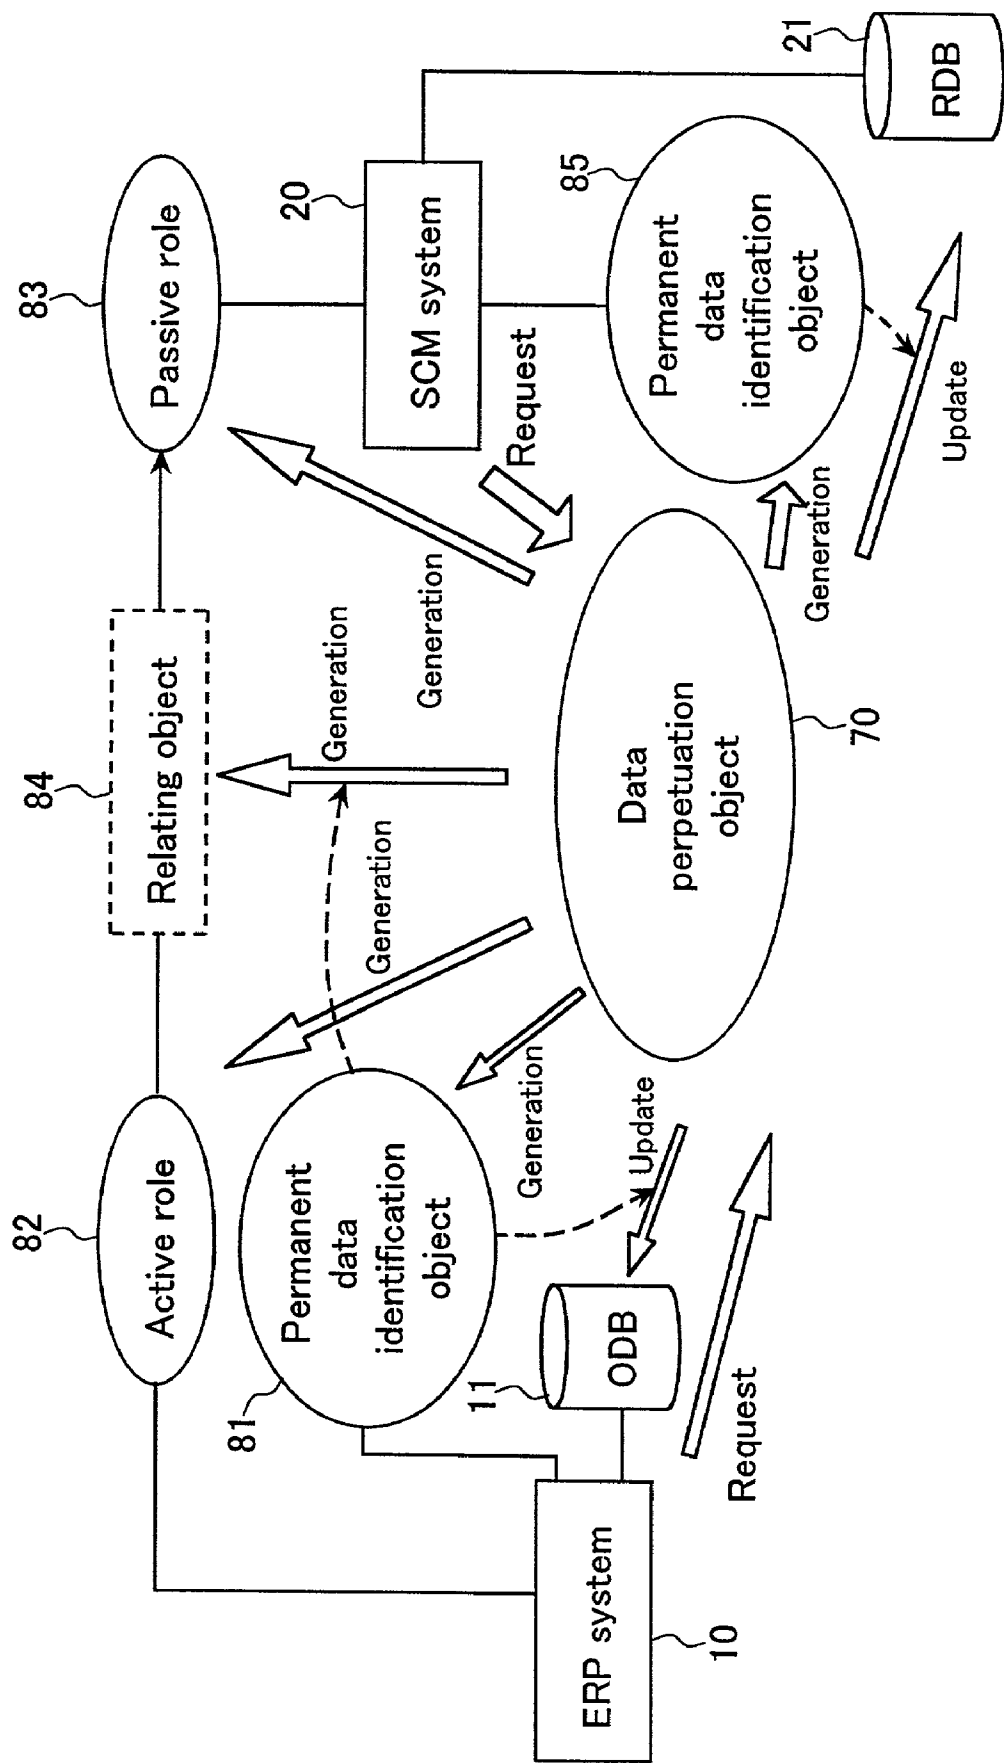 82
Active role
84
Relating object
83
Passive role
81
Permanent
data
identification
object
Generation
Generation
Generation
20
SCM system
Request
11
ODB
Generation
Update
ERP system
10
Request
Data
perpetuation
object
70
Generation
85
Permanent
data
identification
object
Update
21
RDB